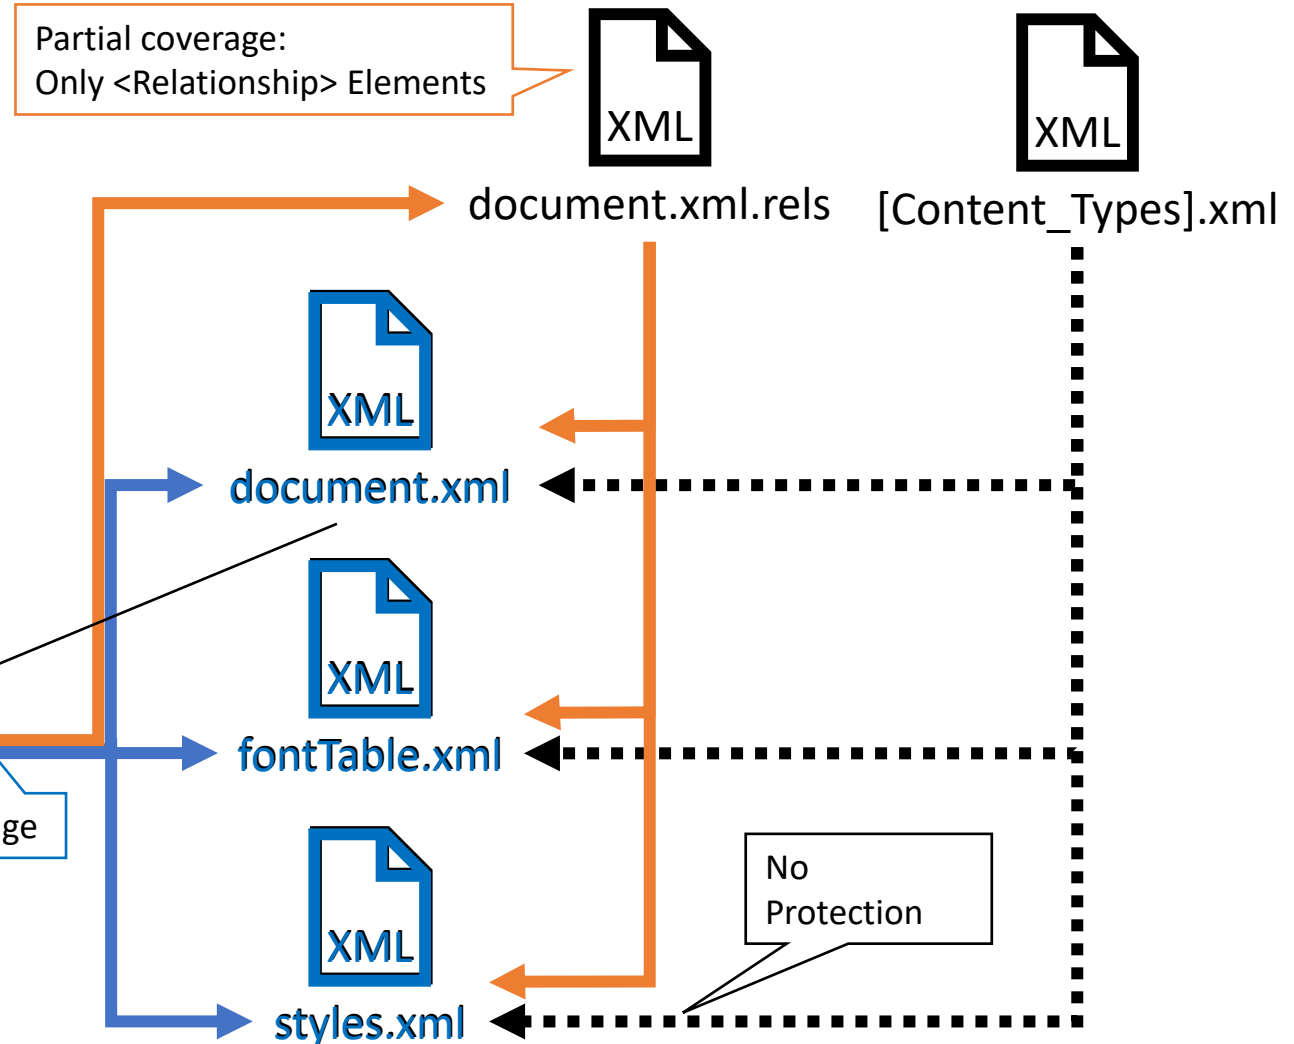 Partial coverage:
Only <Relationship> Elements
XML
XML
document.xml.rels
[Content_Types].xml
XML
document.xml
XML
fontTable.xml
ge
No
Protection
XML
styles.xml